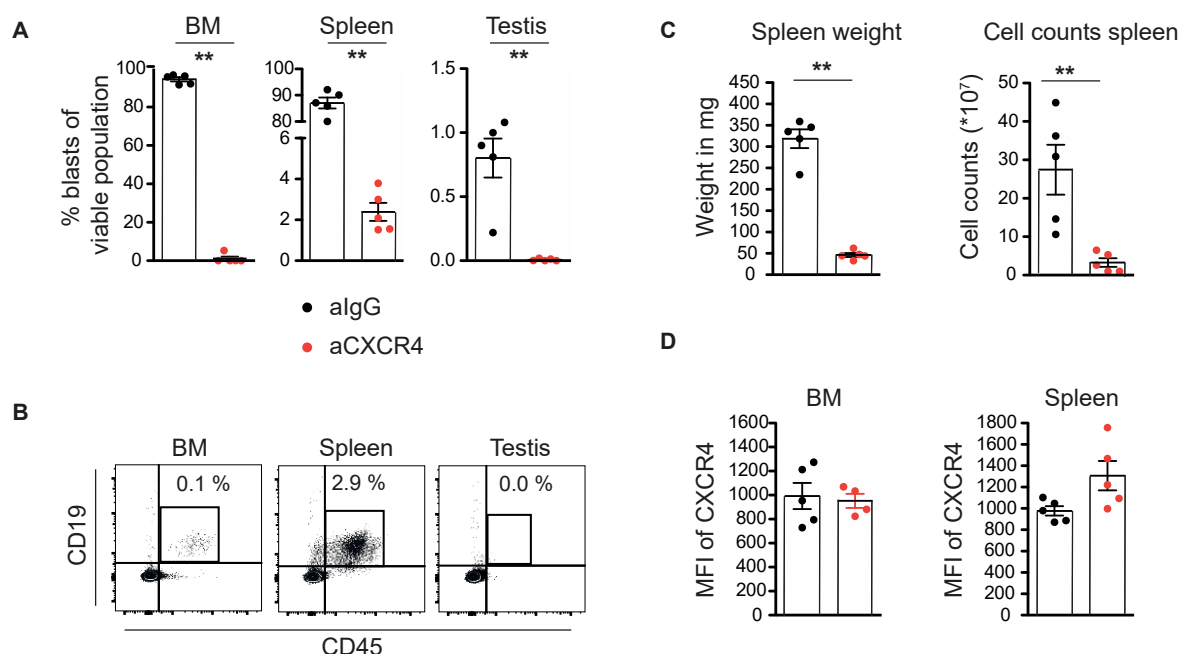 A
BM
Spleen
Testis
**
**
**
% blasts of
viable population
100
80
60
40
20
0
100
90
80
6
4
2
0
1.5
1.0
0.5
0.0
aIgG
aCXCR4
B
BM
Spleen
Testis
0.1 %
2.9 %
0.0 %
CD19
CD45
C
Spleen weight
Cell counts spleen
**
**
Weight in mg
450
400
350
300
250
200
150
100
50
0
Cell counts (*10⁷)
50
40
30
20
10
0
D
BM
Spleen
MFI of CXCR4
1600
1400
1200
1000
800
600
400
200
0
MFI of CXCR4
1800
1600
1400
1200
1000
800
600
400
200
0